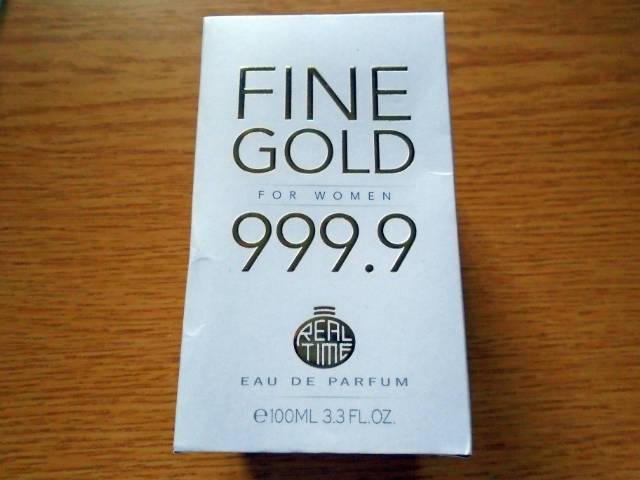 FINE
GOLD
FOR WOMEN
999.9
REAL
TIME
EAU DE PARFUM
℮100ML 3.3 FL.OZ.